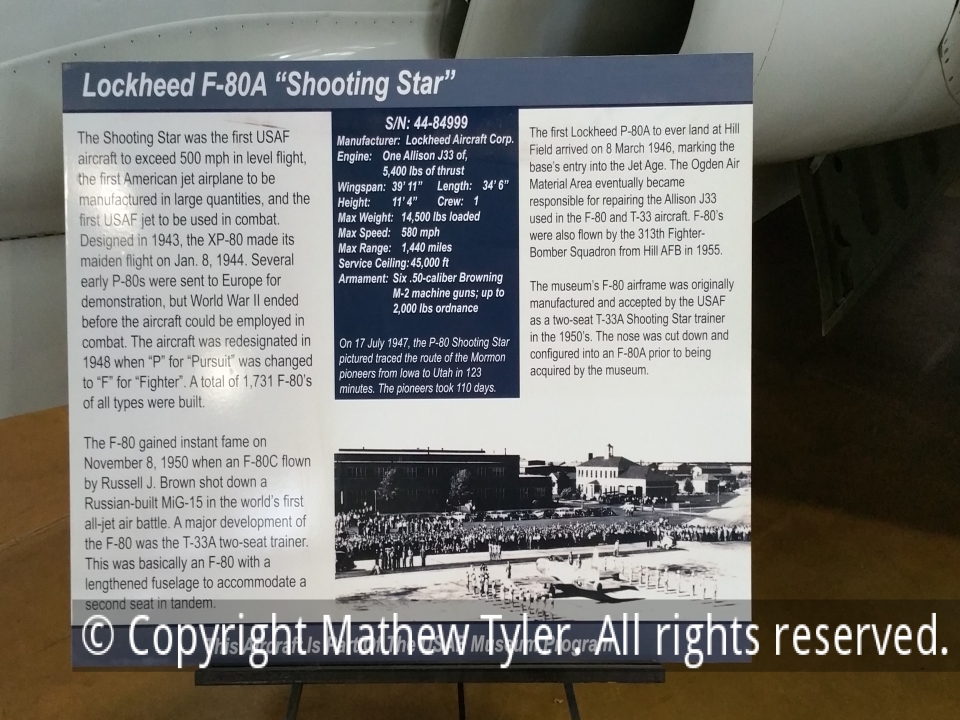 Lockheed F-80A “Shooting Star”
The Shooting Star was the first USAF
aircraft to exceed 500 mph in level flight,
the first American jet airplane to be
manufactured in large quantities, and the
first USAF jet to be used in combat.
Designed in 1943, the XP-80 made its
maiden flight on Jan. 8, 1944. Several
early P-80s were sent to Europe for
demonstration, but World War II ended
before the aircraft could be employed in
combat. The aircraft was redesignated in
1948 when “P” for “Pursuit” was changed
to “F” for “Fighter”. A total of 1,731 F-80’s
of all types were built.
The F-80 gained instant fame on
November 8, 1950 when an F-80C flown
by Russell J. Brown shot down a
Russian-built MiG-15 in the world’s first
all-jet air battle. A major development of
the F-80 was the T-33A two-seat trainer.
This was basically an F-80 with a
lengthened fuselage to accommodate a
second seat in tandem.
S/N: 44-84999
Manufacturer: Lockheed Aircraft Corp.
Engine: One Allison J33 of,
5,400 lbs of thrust
Wingspan: 39’ 11” Length: 34’ 6”
Height: 11’ 4” Crew: 1
Max Weight: 14,500 lbs loaded
Max Speed: 580 mph
Max Range: 1,440 miles
Service Ceiling: 45,000 ft
Armament: Six .50-caliber Browning
M-2 machine guns; up to
2,000 lbs ordnance
On 17 July 1947, the P-80 Shooting Star
pictured traced the route of the Mormon
pioneers from Iowa to Utah in 123
minutes. The pioneers took 110 days.
The first Lockheed P-80A to ever land at Hill
Field arrived on 8 March 1946, marking the
base’s entry into the Jet Age. The Ogden Air
Material Area eventually became
responsible for repairing the Allison J33
used in the F-80 and T-33 aircraft. F-80’s
were also flown by the 313th Fighter-
Bomber Squadron from Hill AFB in 1955.
The museum’s F-80 airframe was originally
manufactured and accepted by the USAF
as a two-seat T-33A Shooting Star trainer
in the 1950’s. The nose was cut down and
configured into an F-80A prior to being
acquired by the museum.
This Aircraft Is Part Of The USAF Museum Program
© Copyright Mathew Tyler. All rights reserved.